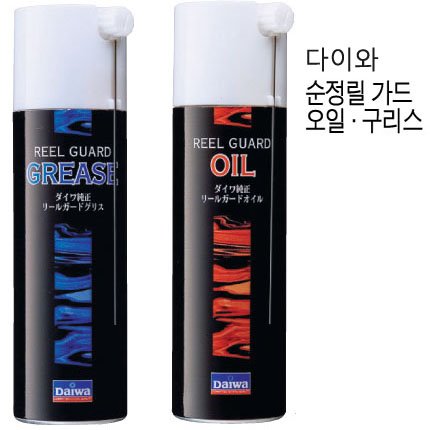 다이와
순정릴 가드
오일 · 구리스
REEL GUARD
GREASE
ダイワ純正
リールガードグリス
Daiwa
REEL GUARD
OIL
ダイワ純正
リールガードオイル
Daiwa